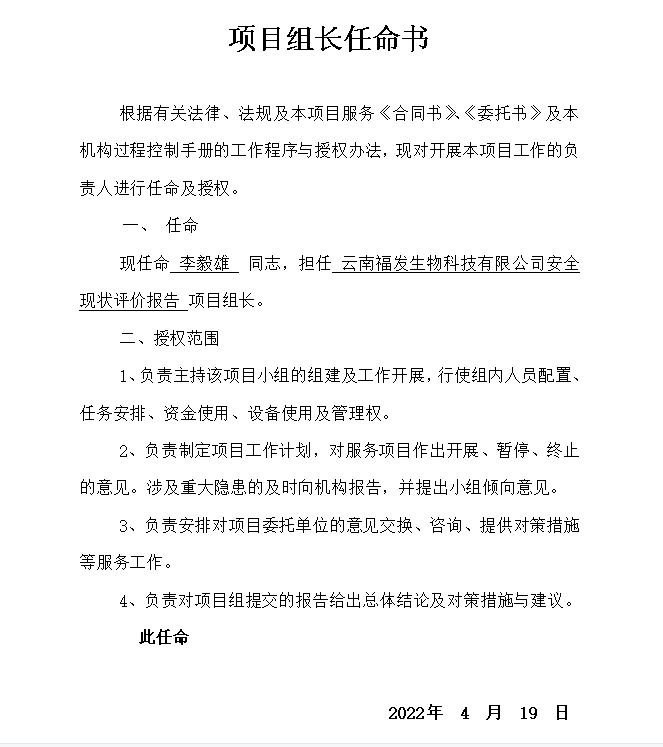 项目组长任命书
根据有关法律、法规及本项目服务《合同书》、《委托书》及本
机构过程控制手册的工作程序与授权办法，现对开展本项目工作的负
责人进行任命及授权。
一、 任命
现任命 李毅雄 同志，担任 云南福发生物科技有限公司安全
现状评价报告 项目组长。
二、授权范围
1、负责主持该项目小组的组建及工作开展，行使组内人员配置、
任务安排、资金使用、设备使用及管理权。
2、负责制定项目工作计划，对服务项目作出开展、暂停、终止
的意见。涉及重大隐患的及时向机构报告，并提出小组倾向意见。
3、负责安排对项目委托单位的意见交换、咨询、提供对策措施
等服务工作。
4、负责对项目组提交的报告给出总体结论及对策措施与建议。
此任命
2022年 4 月 19 日